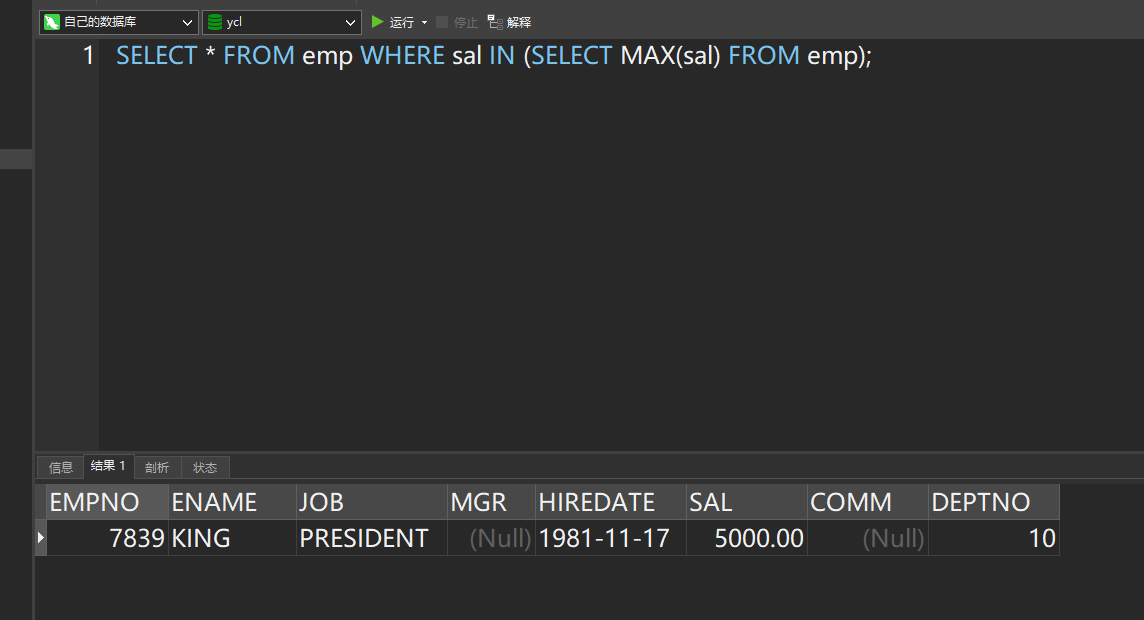 自己的数据库 ycl 运行 停止 解释
1 SELECT * FROM emp WHERE sal IN (SELECT MAX(sal) FROM emp);
信息 结果 1 剖析 状态
EMPNO ENAME JOB MGR HIREDATE SAL COMM DEPTNO
7839 KING PRESIDENT (Null) 1981-11-17 5000.00 (Null) 10